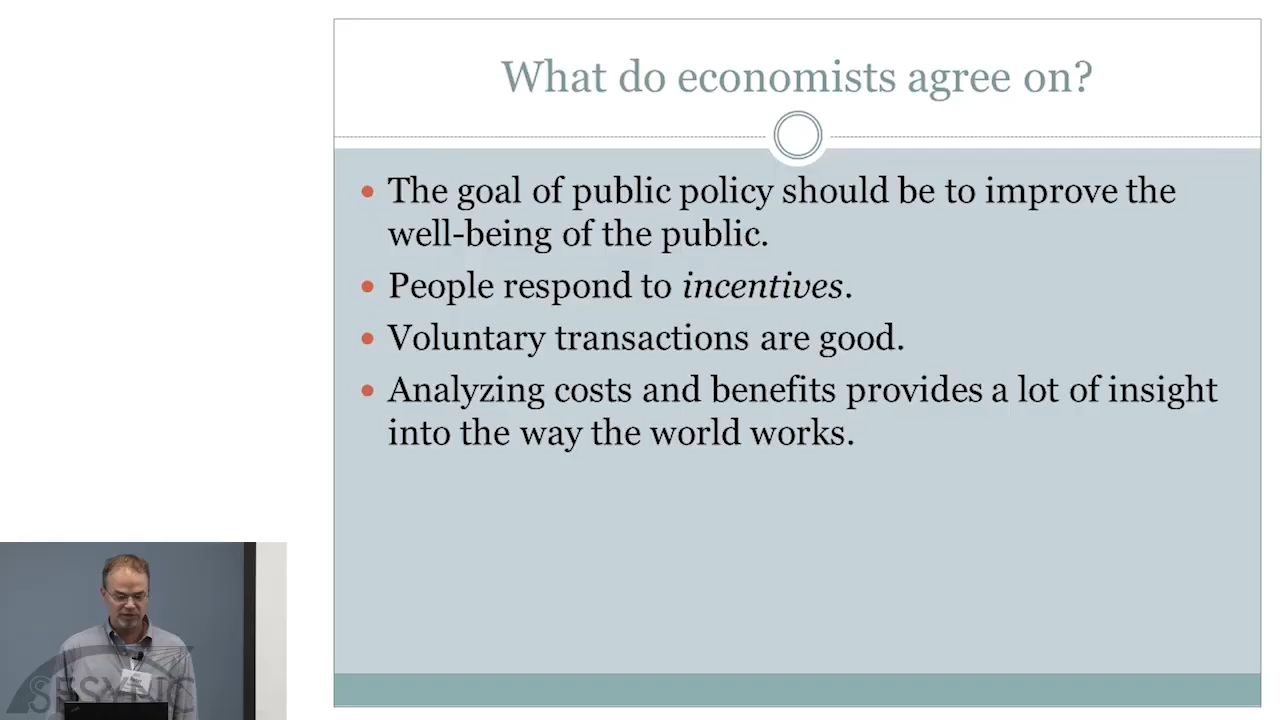 What do economists agree on?
• The goal of public policy should be to improve the
well-being of the public.
• People respond to incentives.
• Voluntary transactions are good.
• Analyzing costs and benefits provides a lot of insight
into the way the world works.
SESYNC